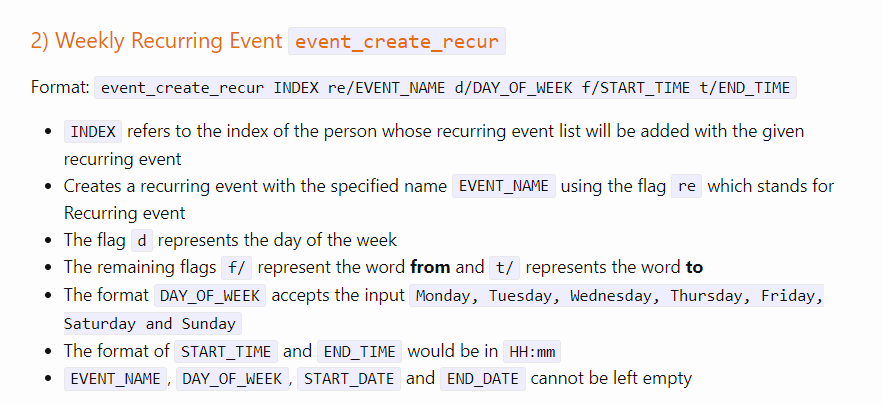 2) Weekly Recurring Event event_create_recur
Format: event_create_recur INDEX re/EVENT_NAME d/DAY_OF_WEEK f/START_TIME t/END_TIME
• INDEX refers to the index of the person whose recurring event list will be added with the given
recurring event
• Creates a recurring event with the specified name EVENT_NAME using the flag re which stands for
Recurring event
• The flag d represents the day of the week
• The remaining flags f/ represent the word from and t/ represents the word to
• The format DAY_OF_WEEK accepts the input Monday, Tuesday, Wednesday, Thursday, Friday,
Saturday and Sunday
• The format of START_TIME and END_TIME would be in HH:mm
• EVENT_NAME, DAY_OF_WEEK, START_DATE and END_DATE cannot be left empty